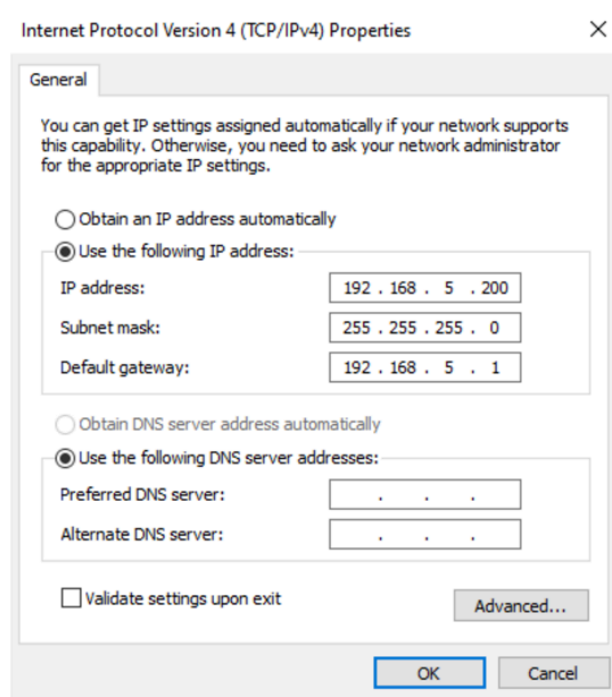 Internet Protocol Version 4 (TCP/IPv4) Properties
General
You can get IP settings assigned automatically if your network supports
this capability. Otherwise, you need to ask your network administrator
for the appropriate IP settings.
Obtain an IP address automatically
Use the following IP address:
IP address: 192 . 168 . 5 . 200
Subnet mask: 255 . 255 . 255 . 0
Default gateway: 192 . 168 . 5 . 1
Obtain DNS server address automatically
Use the following DNS server addresses:
Preferred DNS server: . . .
Alternate DNS server: . . .
Validate settings upon exit
Advanced...
OK Cancel